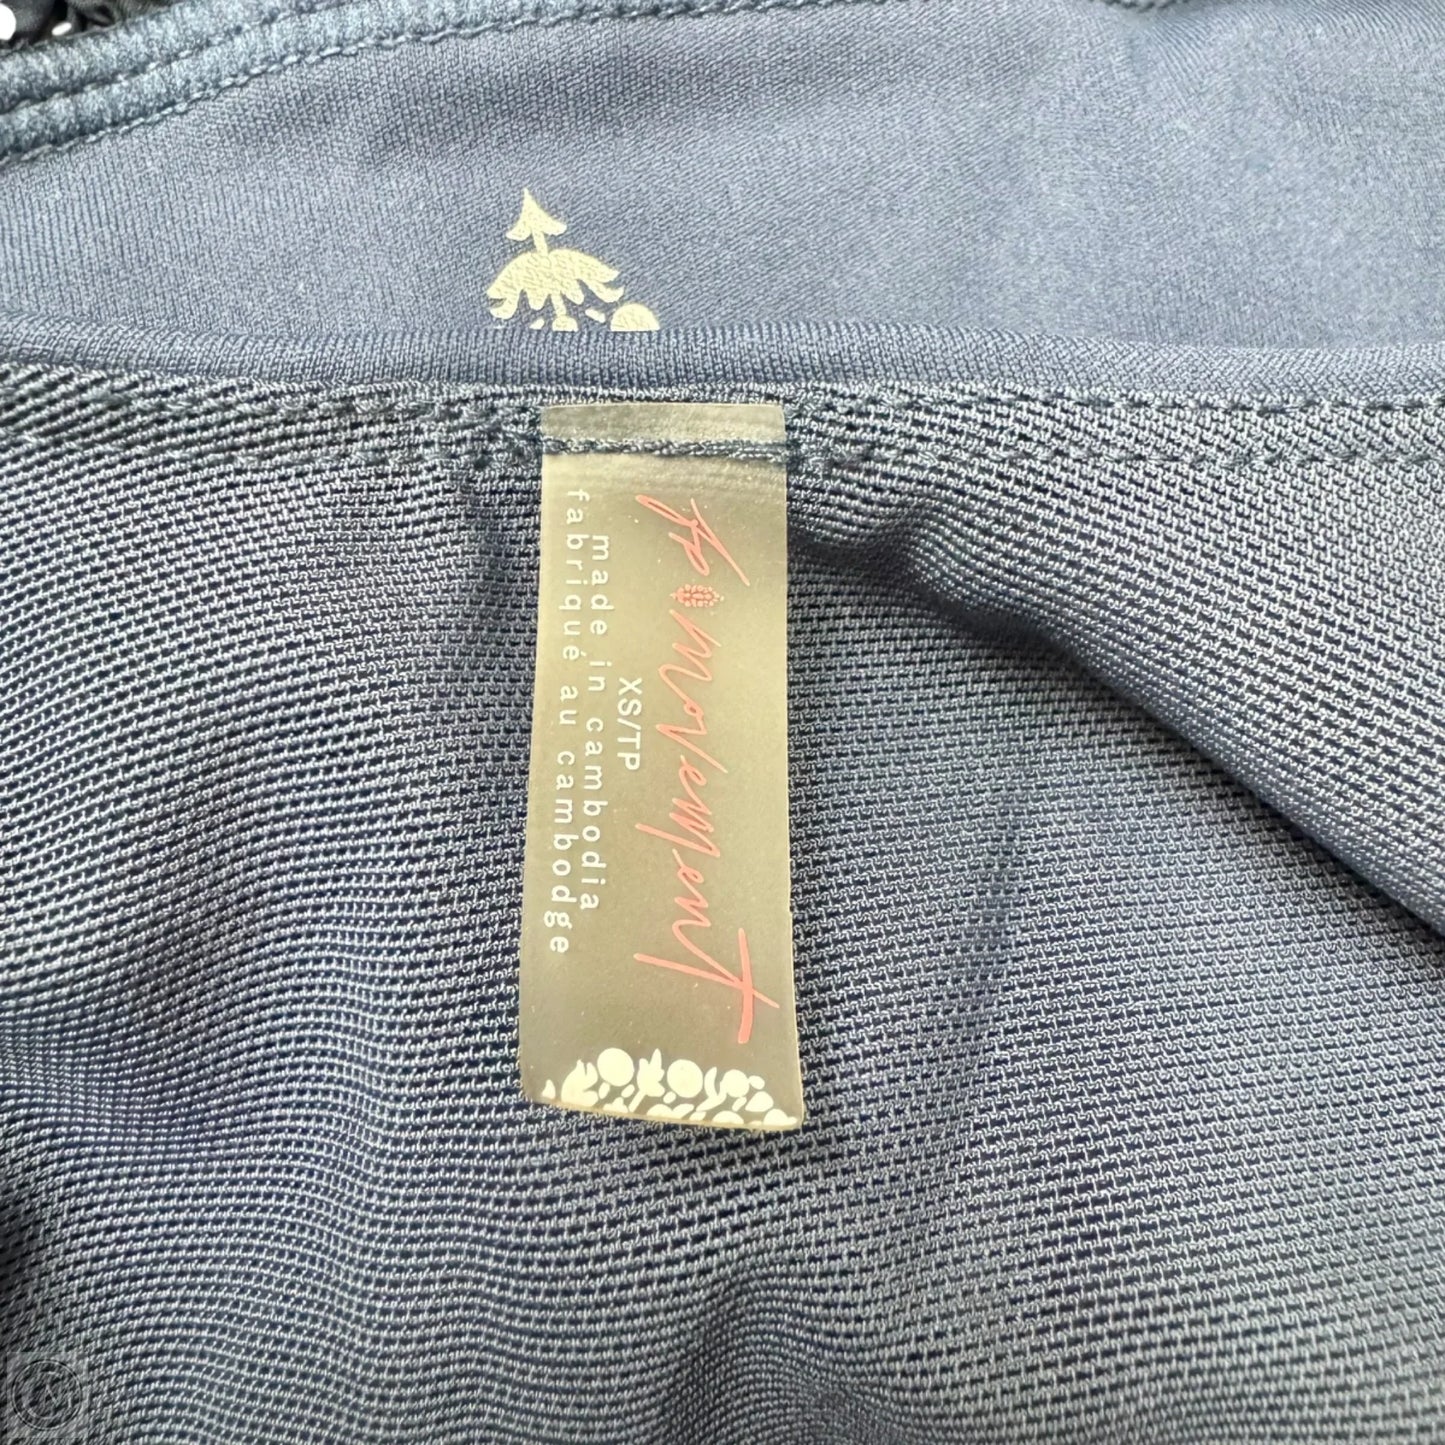 fp movement
XS/TP
made in cambodia
fabriqué au cambodge